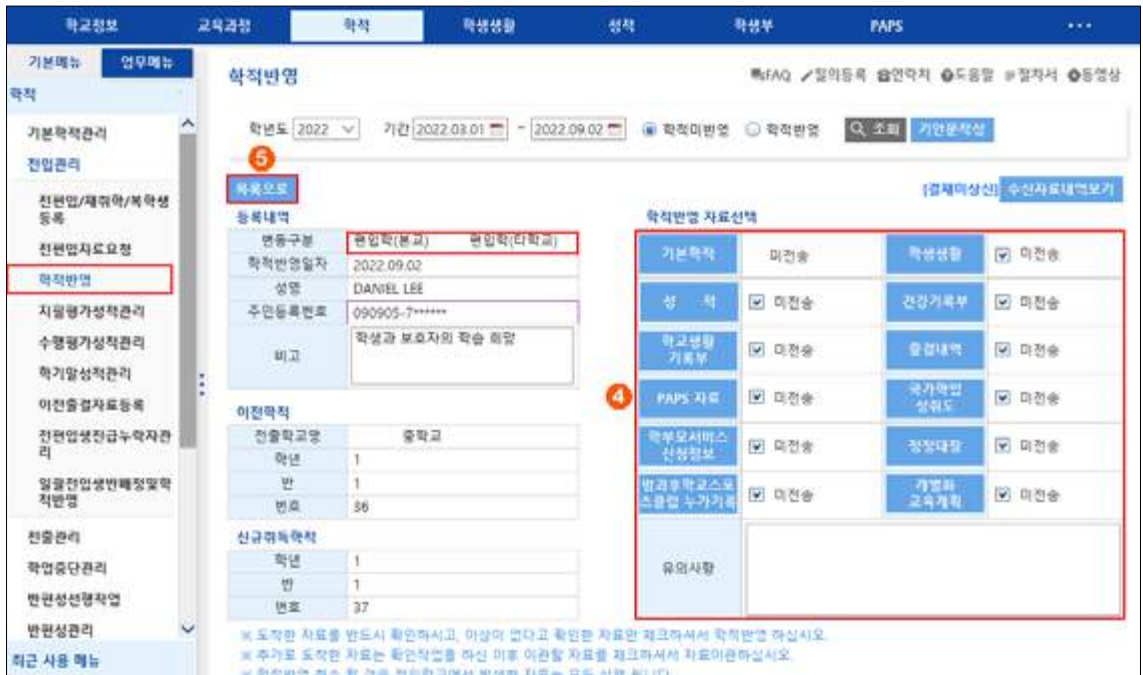 학교정보 교육과정 학적 학생생활 성적 학생부 PAPS ...
기본메뉴 업무메뉴
학적
기본학적관리
전입관리
전편입/재취학/복학생
등록
전편입자료요청
학적반영
지필평가성적관리
수행평가성적관리
학기말성적관리
이전출결자료등록
전편입생진급누락자관
리
일괄전입생반배정및학
적반영
전출관리
학업중단관리
반편성선행작업
반편성관리
최근 사용 메뉴
학적반영
FAQ 질의등록 연락처 도움말 절차서 동영상
학년도 2022 기간 2022.03.01 ~ 2022.09.02 학적미반영 학적반영 조회 기안문작성
5
목록으로
[결재미상신] 수신자료내역보기
등록내역
변동구분 편입학(본교) 편입학(타학교)
학적반영일자 2022.09.02
성명 DANIEL LEE
주민등록번호 090905-7******
비고 학생과 보호자의 학습 희망
이전학적
전출학교명 중학교
학년 1
반 1
번호 36
신규취득학적
학년 1
반 1
번호 37
학적반영 자료선택
4
기본학적 미전송 학생생활 미전송
성 적 미전송 건강기록부 미전송
학교생활
기록부 미전송 출결내역 미전송
PAPS 자료 미전송 국가학업
성취도 미전송
학부모서비스
신청정보 미전송 정정대장 미전송
방과후학교스포
츠클럽 누가기록 미전송 개별화
교육계획 미전송
유의사항
※ 도착한 자료를 반드시 확인하시고, 이상이 없다고 확인한 자료만 체크하셔서 학적반영 하십시오.
※ 추가로 도착한 자료는 확인작업을 하신 이후 이관할 자료를 체크하셔서 자료이관하십시오.